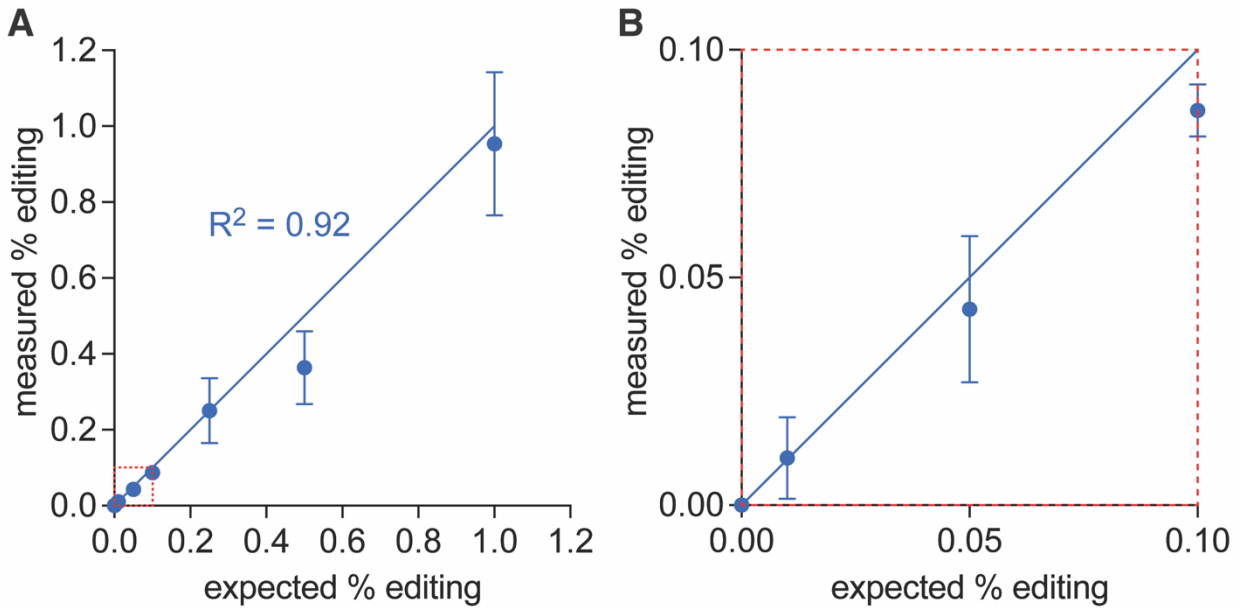 A
measured % editing
1.2
1.0
0.8
0.6
0.4
0.2
0.0
R² = 0.92
0.0 0.2 0.4 0.6 0.8 1.0 1.2
expected % editing
B
measured % editing
0.10
0.05
0.00
0.00 0.05 0.10
expected % editing